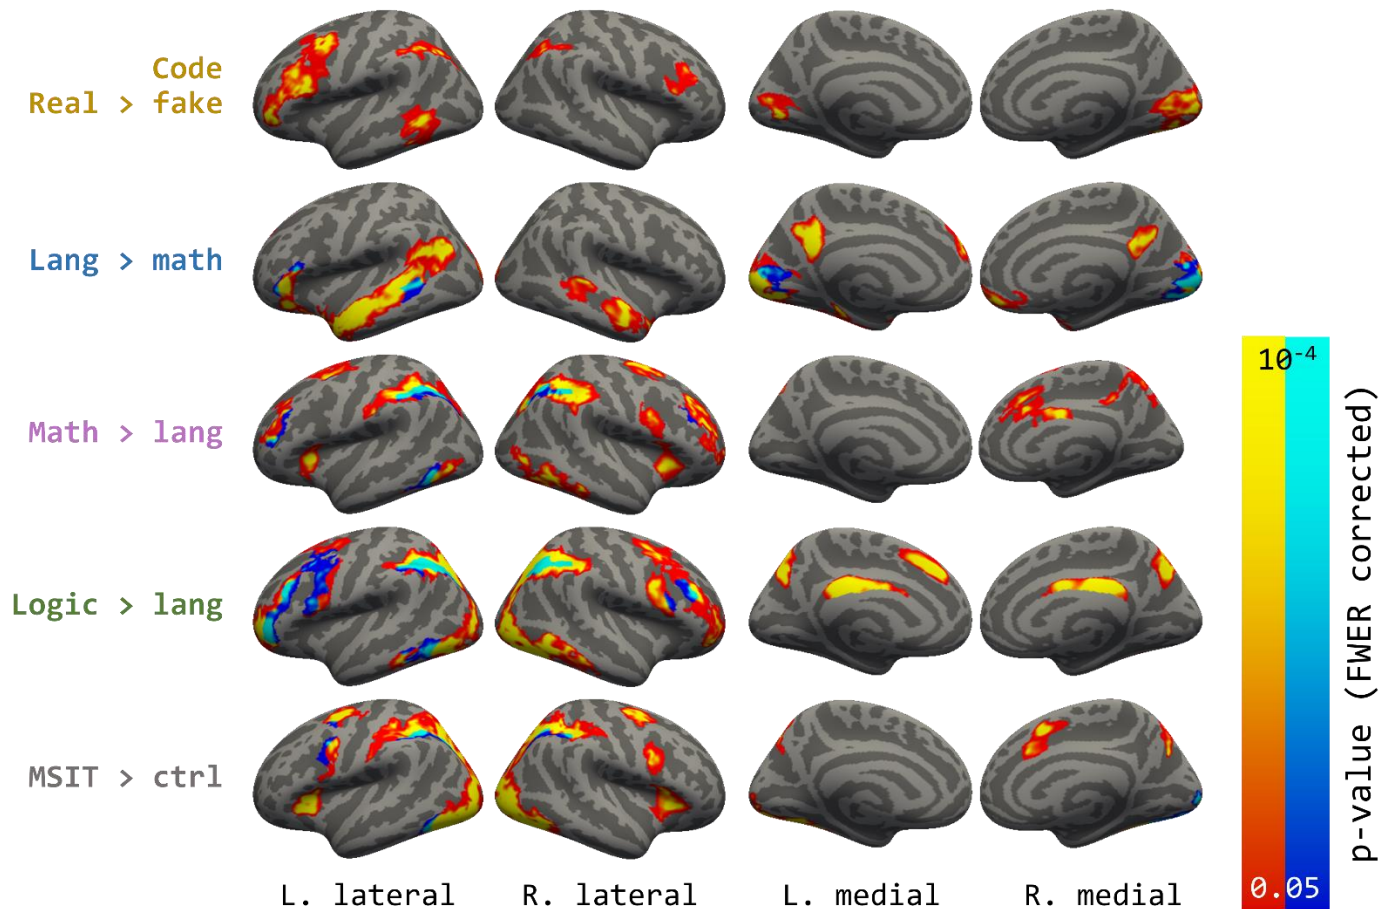 Code
Real > fake
Lang > math
Math > lang
Logic > lang
MSIT > ctrl
L. lateral
R. lateral
L. medial
R. medial
10-4
0.05
p-value (FWER corrected)